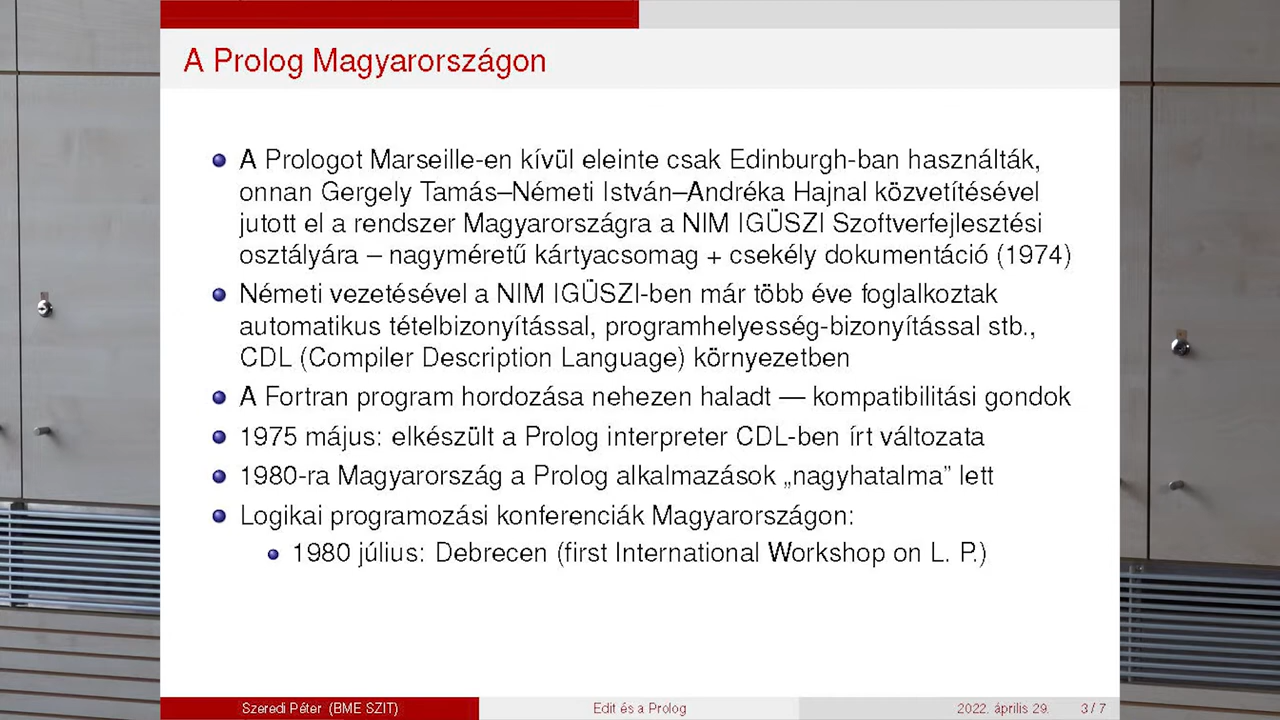 A Prolog Magyarországon
A Prologot Marseille-en kívül eleinte csak Edinburgh-ban használták,
onnan Gergely Tamás–Németi István–Andréka Hajnal közvetítésével
jutott el a rendszer Magyarországra a NIM IGÜSZI Szoftverfejlesztési
osztályára – nagyméretű kártyacsomag + csekély dokumentáció (1974)
Németi vezetésével a NIM IGÜSZI-ben már több éve foglalkoztak
automatikus tételbizonyítással, programhelyesség-bizonyítással stb.,
CDL (Compiler Description Language) környezetben
A Fortran program hordozása nehezen haladt — kompatibilitási gondok
1975 május: elkészült a Prolog interpreter CDL-ben írt változata
1980-ra Magyarország a Prolog alkalmazások „nagyhatalma” lett
Logikai programozási konferenciák Magyarországon:
1980 július: Debrecen (first International Workshop on L. P.)
Szeredi Péter (BME SZIT) Edit és a Prolog 2022. április 29. 3 / 7